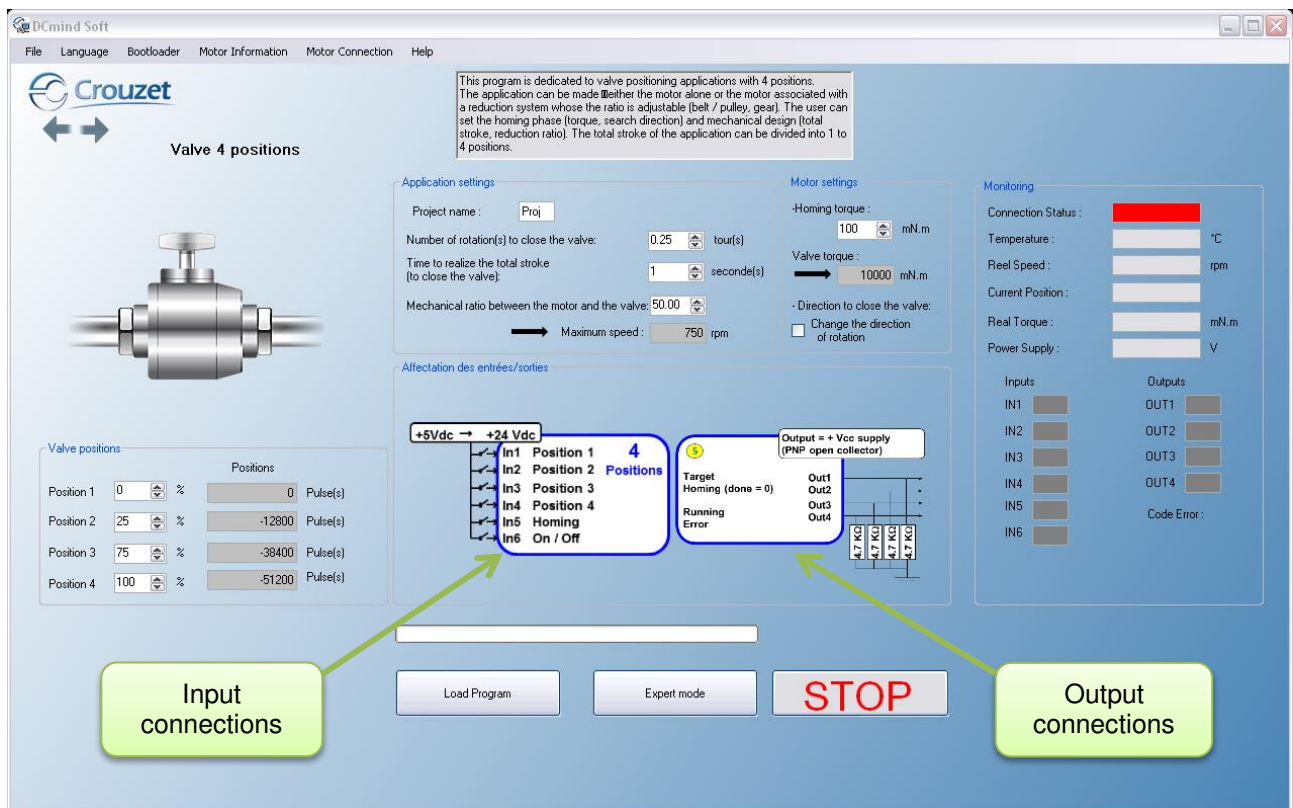 DCmind Soft
File Language Bootloader Motor Information Motor Connection Help
Crouzet
Valve 4 positions
This program is dedicated to valve positioning applications with 4 positions.
The application can be made either the motor alone or the motor associated with
a reduction system whose the ratio is adjustable (belt / pulley, gear). The user can
set the homing phase (torque, search direction) and mechanical design (total
stroke, reduction ratio). The total stroke of the application can be divided into 1 to
4 positions.
Application settings
Project name : Proj
Number of rotation(s) to close the valve: 0.25 tour(s)
Time to realize the total stroke
(to close the valve): 1 seconde(s)
Mechanical ratio between the motor and the valve: 50.00
Maximum speed : 750 rpm
Motor settings
-Homing torque :
100 mN.m
Valve torque :
10000 mN.m
- Direction to close the valve:
Change the direction
of rotation
Monitoring
Connection Status :
Temperature : °C
Reel Speed : rpm
Current Position :
Real Torque : mN.m
Power Supply : V
Inputs Outputs
IN1 OUT1
IN2 OUT2
IN3 OUT3
IN4 OUT4
IN5
IN6
Code Error :
Valve positions
Positions
Position 1 0 % 0 Pulse(s)
Position 2 25 % -12800 Pulse(s)
Position 3 75 % -38400 Pulse(s)
Position 4 100 % -51200 Pulse(s)
Affectation des entrées/sorties
+5Vdc → +24 Vdc
In1 Position 1
In2 Position 2
In3 Position 3
In4 Position 4
In5 Homing
In6 On / Off
4
Positions
S
Output = + Vcc supply
(PNP open collector)
Target Out1
Homing (done = 0) Out2
Running Out3
Error Out4
4.7 KΩ
4.7 KΩ
4.7 KΩ
4.7 KΩ
Input
connections
Load Program
Expert mode
STOP
Output
connections